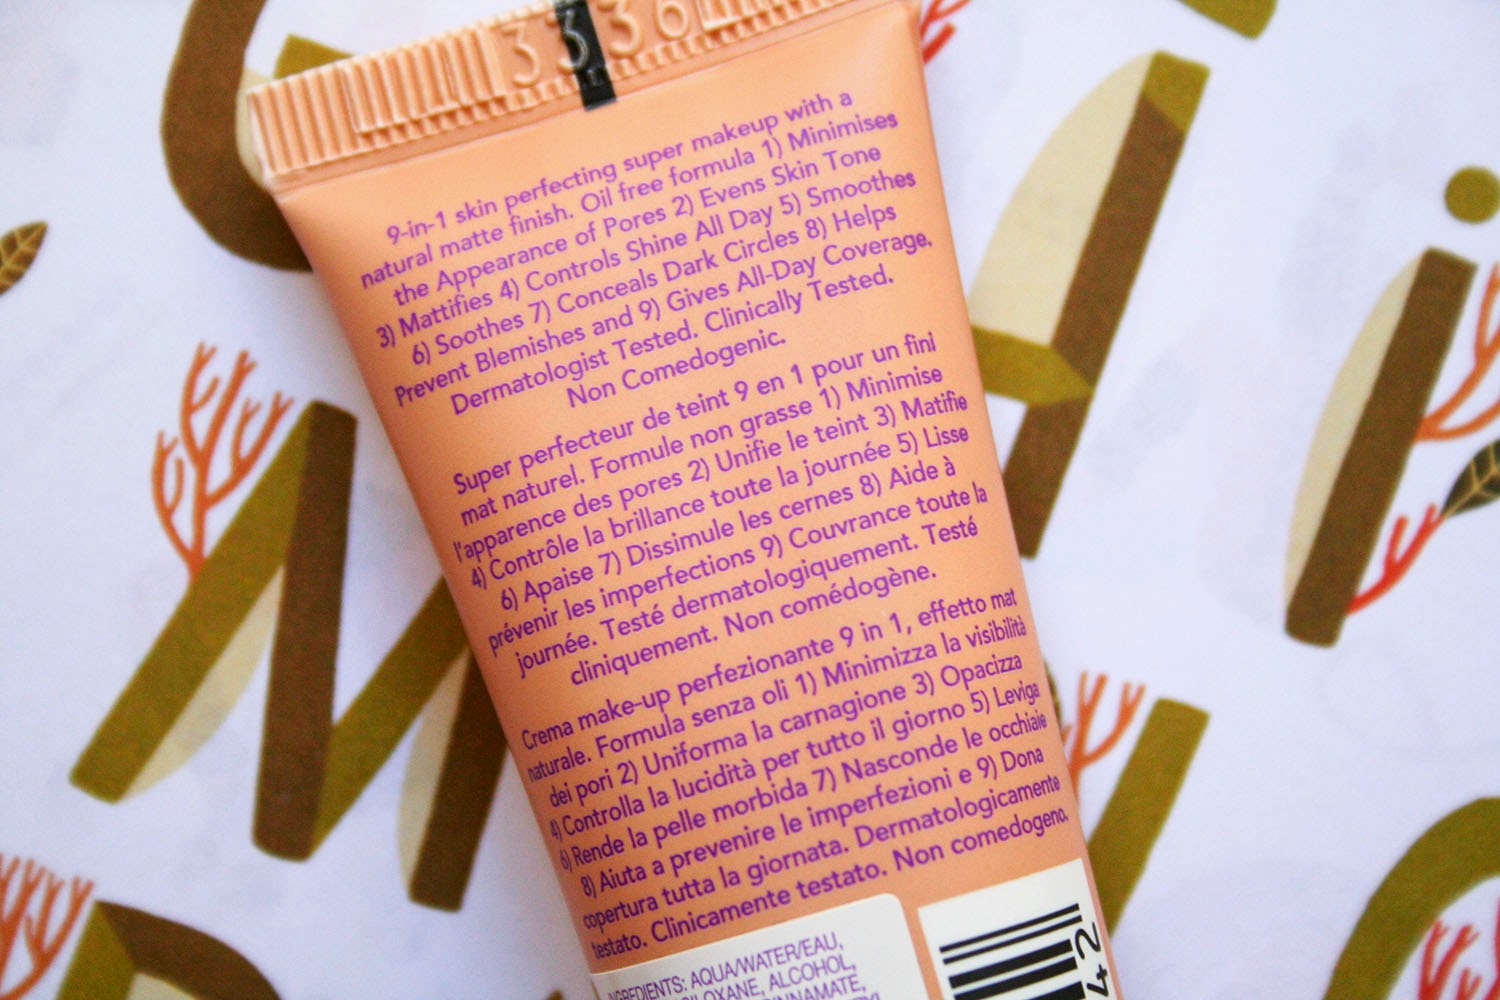 3336
9-in-1 skin perfecting super makeup with a
natural matte finish. Oil free formula 1) Minimises
the Appearance of Pores 2) Evens Skin Tone
3) Mattifies 4) Controls Shine All Day 5) Smoothes
6) Soothes 7) Conceals Dark Circles 8) Helps
Prevent Blemishes and 9) Gives All-Day Coverage.
Dermatologist Tested. Clinically Tested.
Non Comedogenic.
Super perfecteur de teint 9 en 1 pour un fini
mat naturel. Formule non grasse 1) Minimise
l'apparence des pores 2) Unifie le teint 3) Matifie
4) Contrôle la brillance toute la journée 5) Lisse
6) Apaise 7) Dissimule les cernes 8) Aide à
prévenir les imperfections 9) Couvrance toute la
journée. Testé dermatologiquement. Testé
cliniquement. Non comédogène.
Crema make-up perfezionante 9 in 1, effetto mat
naturale. Formula senza oli 1) Minimizza la visibilità
dei pori 2) Uniforma la carnagione 3) Opacizza
4) Controlla la lucidità per tutto il giorno 5) Leviga
6) Rende la pelle morbida 7) Nasconde le occhiaie
8) Aiuta a prevenire le imperfezioni e 9) Dona
copertura tutta la giornata. Dermatologicamente
testato. Clinicamente testato. Non comedogeno.
INGREDIENTS: AQUA/WATER/EAU,
ALCOHOL,
42